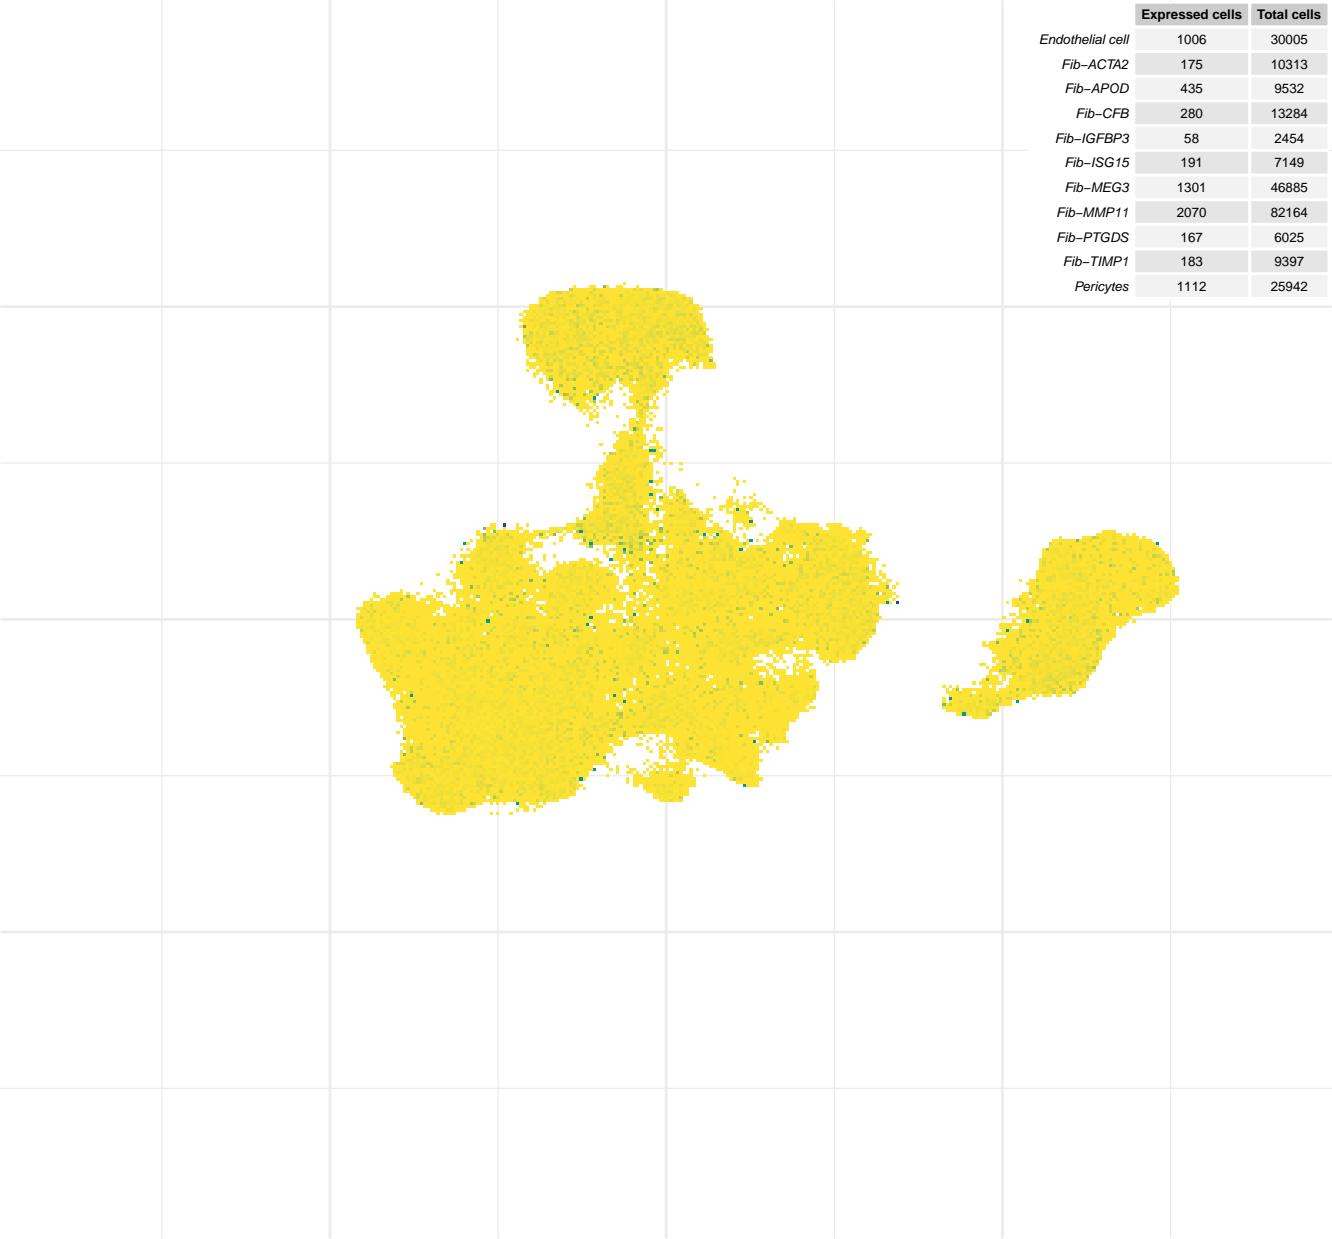 Expressed cells Total cells
Endothelial cell 1006 30005
Fib−ACTA2 175 10313
Fib−APOD 435 9532
Fib−CFB 280 13284
Fib−IGFBP3 58 2454
Fib−ISG15 191 7149
Fib−MEG3 1301 46885
Fib−MMP11 2070 82164
Fib−PTGDS 167 6025
Fib−TIMP1 183 9397
Pericytes 1112 25942